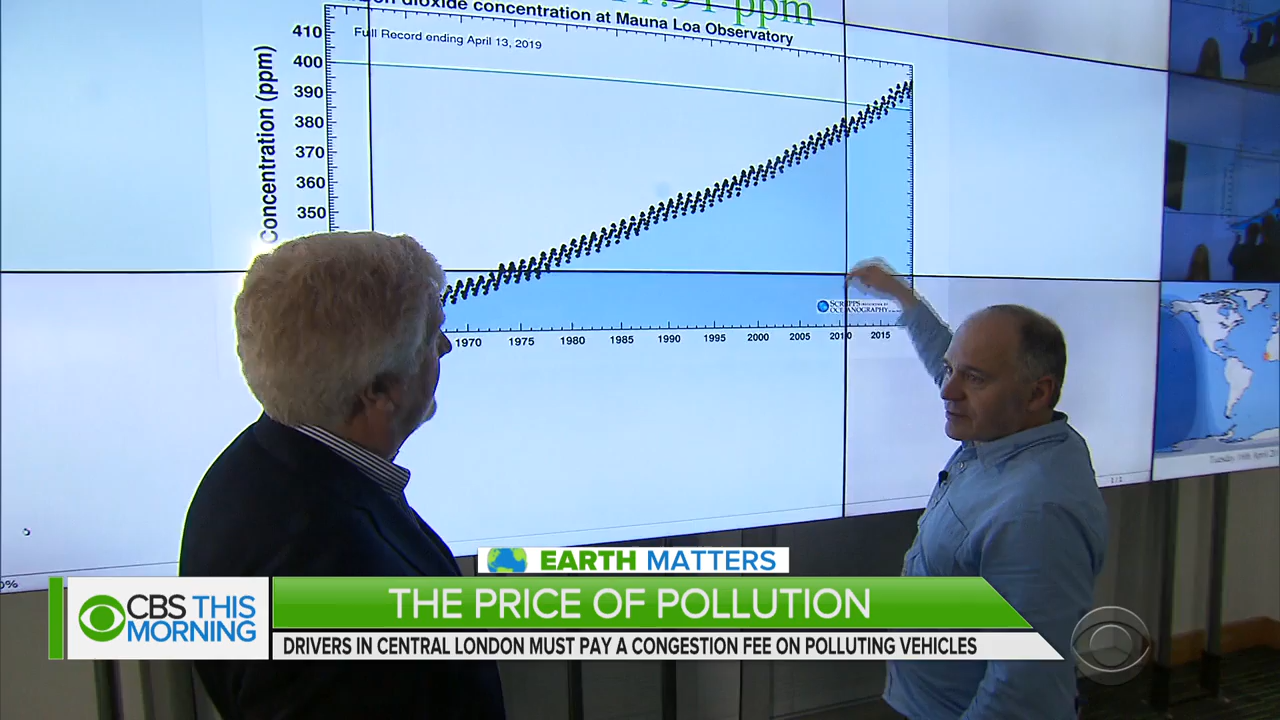 dioxide concentration at Mauna Loa Observatory
Full Record ending April 13, 2019
Concentration (ppm)
410
400
390
380
370
360
350
1970 1975 1980 1985 1990 1995 2000 2005 2010 2015
SCRIPPS
OCEANOGRAPHY
EARTH MATTERS
CBS THIS
MORNING
THE PRICE OF POLLUTION
DRIVERS IN CENTRAL LONDON MUST PAY A CONGESTION FEE ON POLLUTING VEHICLES